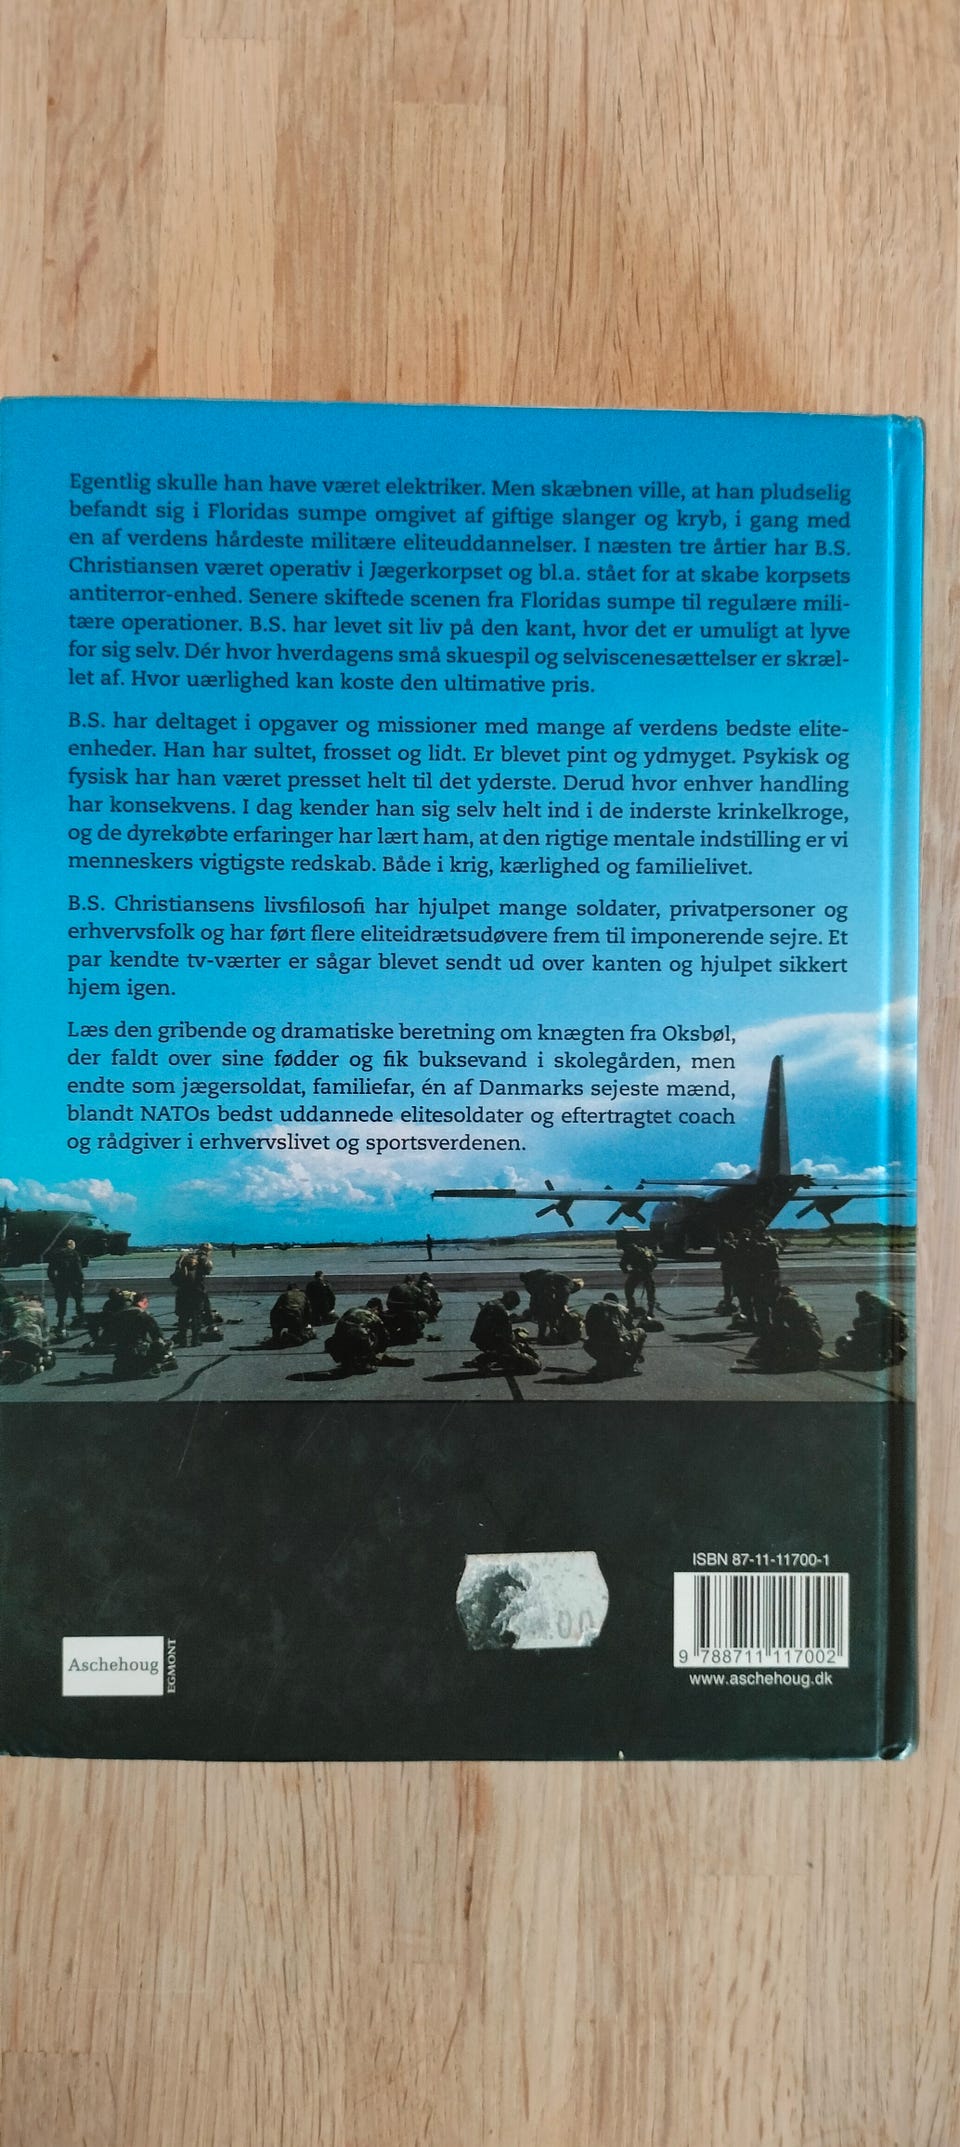 Egentlig skulle han have været elektriker. Men skæbnen ville, at han pludselig
befandt sig i Floridas sumpe omgivet af giftige slanger og kryb, i gang med
en af verdens hårdeste militære eliteuddannelser. I næsten tre årtier har B.S.
Christiansen været operativ i Jægerkorpset og bl.a. stået for at skabe korpsets
antiterror-enhed. Senere skiftede scenen fra Floridas sumpe til regulære mili-
tære operationer. B.S. har levet sit liv på den kant, hvor det er umuligt at lyve
for sig selv. Dér hvor hverdagens små skuespil og selviscenesættelser er skræl-
let af. Hvor uærlighed kan koste den ultimative pris.
B.S. har deltaget i opgaver og missioner med mange af verdens bedste elite-
enheder. Han har sultet, frosset og lidt. Er blevet pint og ydmyget. Psykisk og
fysisk har han været presset helt til det yderste. Derud hvor enhver handling
har konsekvens. I dag kender han sig selv helt ind i de inderste krinkelkroge,
og de dyrekøbte erfaringer har lært ham, at den rigtige mentale indstilling er vi
menneskers vigtigste redskab. Både i krig, kærlighed og familielivet.
B.S. Christiansens livsfilosofi har hjulpet mange soldater, privatpersoner og
erhvervsfolk og har ført flere eliteidrætsudøvere frem til imponerende sejre. Et
par kendte tv-værter er sågar blevet sendt ud over kanten og hjulpet sikkert
hjem igen.
Læs den gribende og dramatiske beretning om knægten fra Oksbøl,
der faldt over sine fødder og fik buksevand i skolegården, men
endte som jægersoldat, familiefar, én af Danmarks sejeste mænd,
blandt NATOs bedst uddannede elitesoldater og eftertragtet coach
og rådgiver i erhvervslivet og sportsverdenen.
ISBN 87-11-11700-1
9 788711 117002
www.aschehoug.dk
Aschehoug
EGMONT